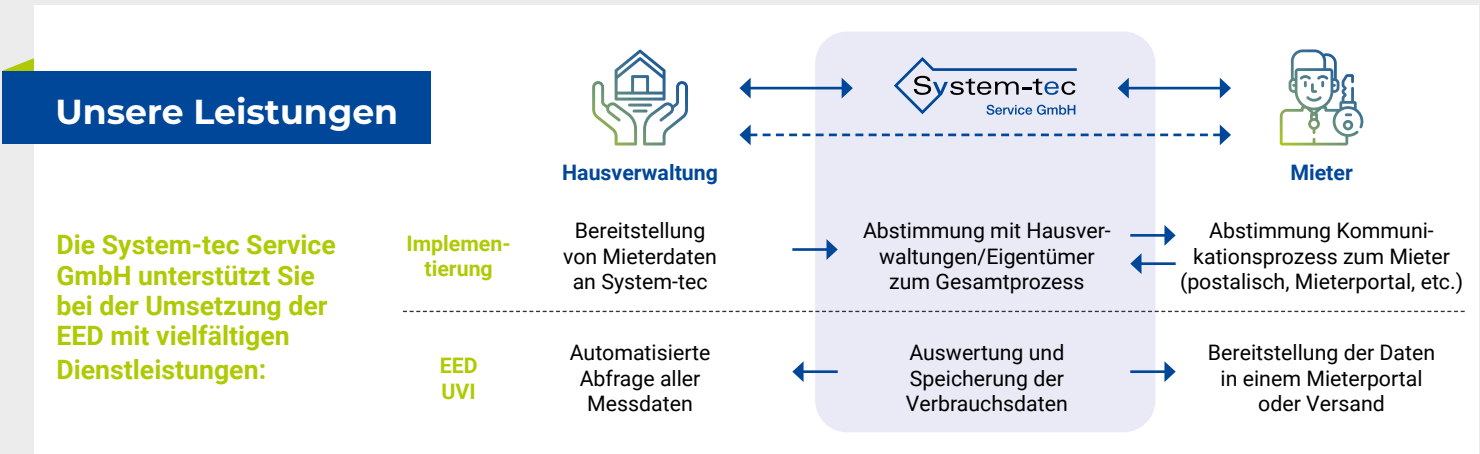 Unsere Leistungen
System-tec
Service GmbH
Hausverwaltung
Mieter
Die System-tec Service
GmbH unterstützt Sie
bei der Umsetzung der
EED mit vielfältigen
Dienstleistungen:
Implemen-
tierung
Bereitstellung
von Mieterdaten
an System-tec
Abstimmung mit Hausver-
waltungen/Eigentümer
zum Gesamtprozess
Abstimmung Kommuni-
kationsprozess zum Mieter
(postalisch, Mieterportal, etc.)
EED
UVI
Automatisierte
Abfrage aller
Messdaten
Auswertung und
Speicherung der
Verbrauchsdaten
Bereitstellung der Daten
in einem Mieterportal
oder Versand